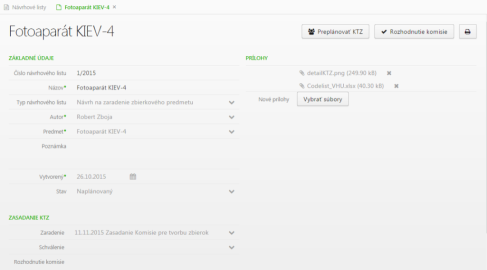 Návrhové listy
Fotoaparát KIEV-4
Fotoaparát KIEV-4
Preplánovať KTZ
Rozhodnutie komisie
ZÁKLADNÉ ÚDAJE
Číslo návrhového listu 1/2015
Názov* Fotoaparát KIEV-4
Typ návrhového listu Návrh na zaradenie zbierkového predmetu
Autor* Robert Zboja
Predmet* Fotoaparát KIEV-4
Poznámka
Vytvorený* 26.10.2015
Stav Naplánovaný
PRÍLOHY
detailKTZ.png (249.90 kB)
Codelist_VHU.xlsx (40.30 kB)
Nové prílohy Vybrať súbory
ZASADANIE KTZ
Zaradenie 11.11.2015 Zasadanie Komisie pre tvorbu zbierok
Schválenie
Rozhodnutie komisie